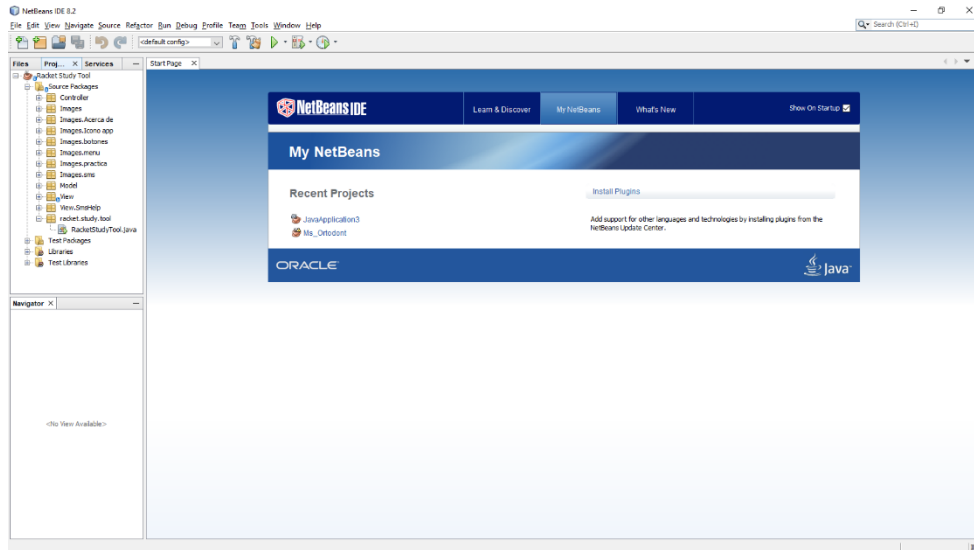 NetBeans IDE 8.2
File Edit View Navigate Source Refactor Run Debug Profile Team Tools Window Help
Search (Ctrl+I)
<default config>
Files Proj... X Services
Start Page X
Racket Study Tool
Source Packages
Controller
Images
Images.Acerca de
Images.Icono app
Images.botones
Images.menu
Images.practica
Images.sms
Model
View
View.SmsHelp
racket.study.tool
RacketStudyTool.java
Test Packages
Libraries
Test Libraries
NetBeans IDE
Learn & Discover
My NetBeans
What's New
Show On Startup
My NetBeans
Recent Projects
JavaApplication3
Ms_Ortodont
Install Plugins
Add support for other languages and technologies by installing plugins from the
NetBeans Update Center.
ORACLE
Java
Navigator X
<No View Available>